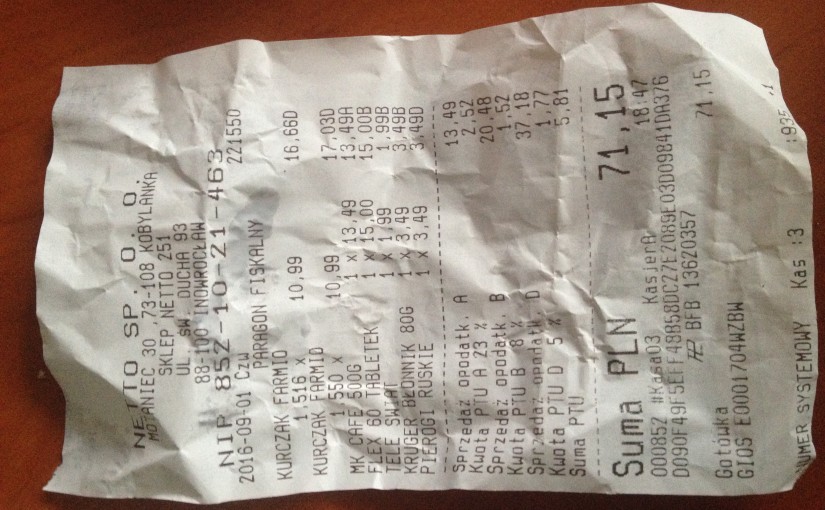 NETTO SP. O. O.
MOTANIEC 30 ,73-108 KOBYLANKA
SKLEP NETTO 251
UL. ŚW. DUCHA 93
88-100 INOWROCŁAW
NIP 852-10-21-463
2016-09-01 Czw 221550
PARAGON FISKALNY
KURCZAK FARMIO
1,516 x 10,99 16,66D
KURCZAK FARMIO
1,550 x 10,99 17,03D
MK CAFE 500G 1 x 13,49 13,49A
FLEX 60 TABLETEK 1 x 15,00 15,00B
TELE ŚWIAT 1 x 1,99 1,99B
KRUGER BŁONNIK 80G 1 x 3,49 3,49B
PIEROGI RUSKIE 1 x 3,49 3,49D
Sprzedaż opodatk. A 13,49
Kwota PTU A 23 % 2,52
Sprzedaż opodatk. B 20,48
Kwota PTU B 8 % 1,52
Sprzedaż opodatk. D 37,18
Kwota PTU D 5 % 1,77
Suma PTU 5,81
Suma PLN 71,15
000852 #Kasa03 KasjerA 18:47
BFB 13620357
Gotówka 71,15
GIOS E0001704WZBW
NUMER SYSTEMOWY Kas :3